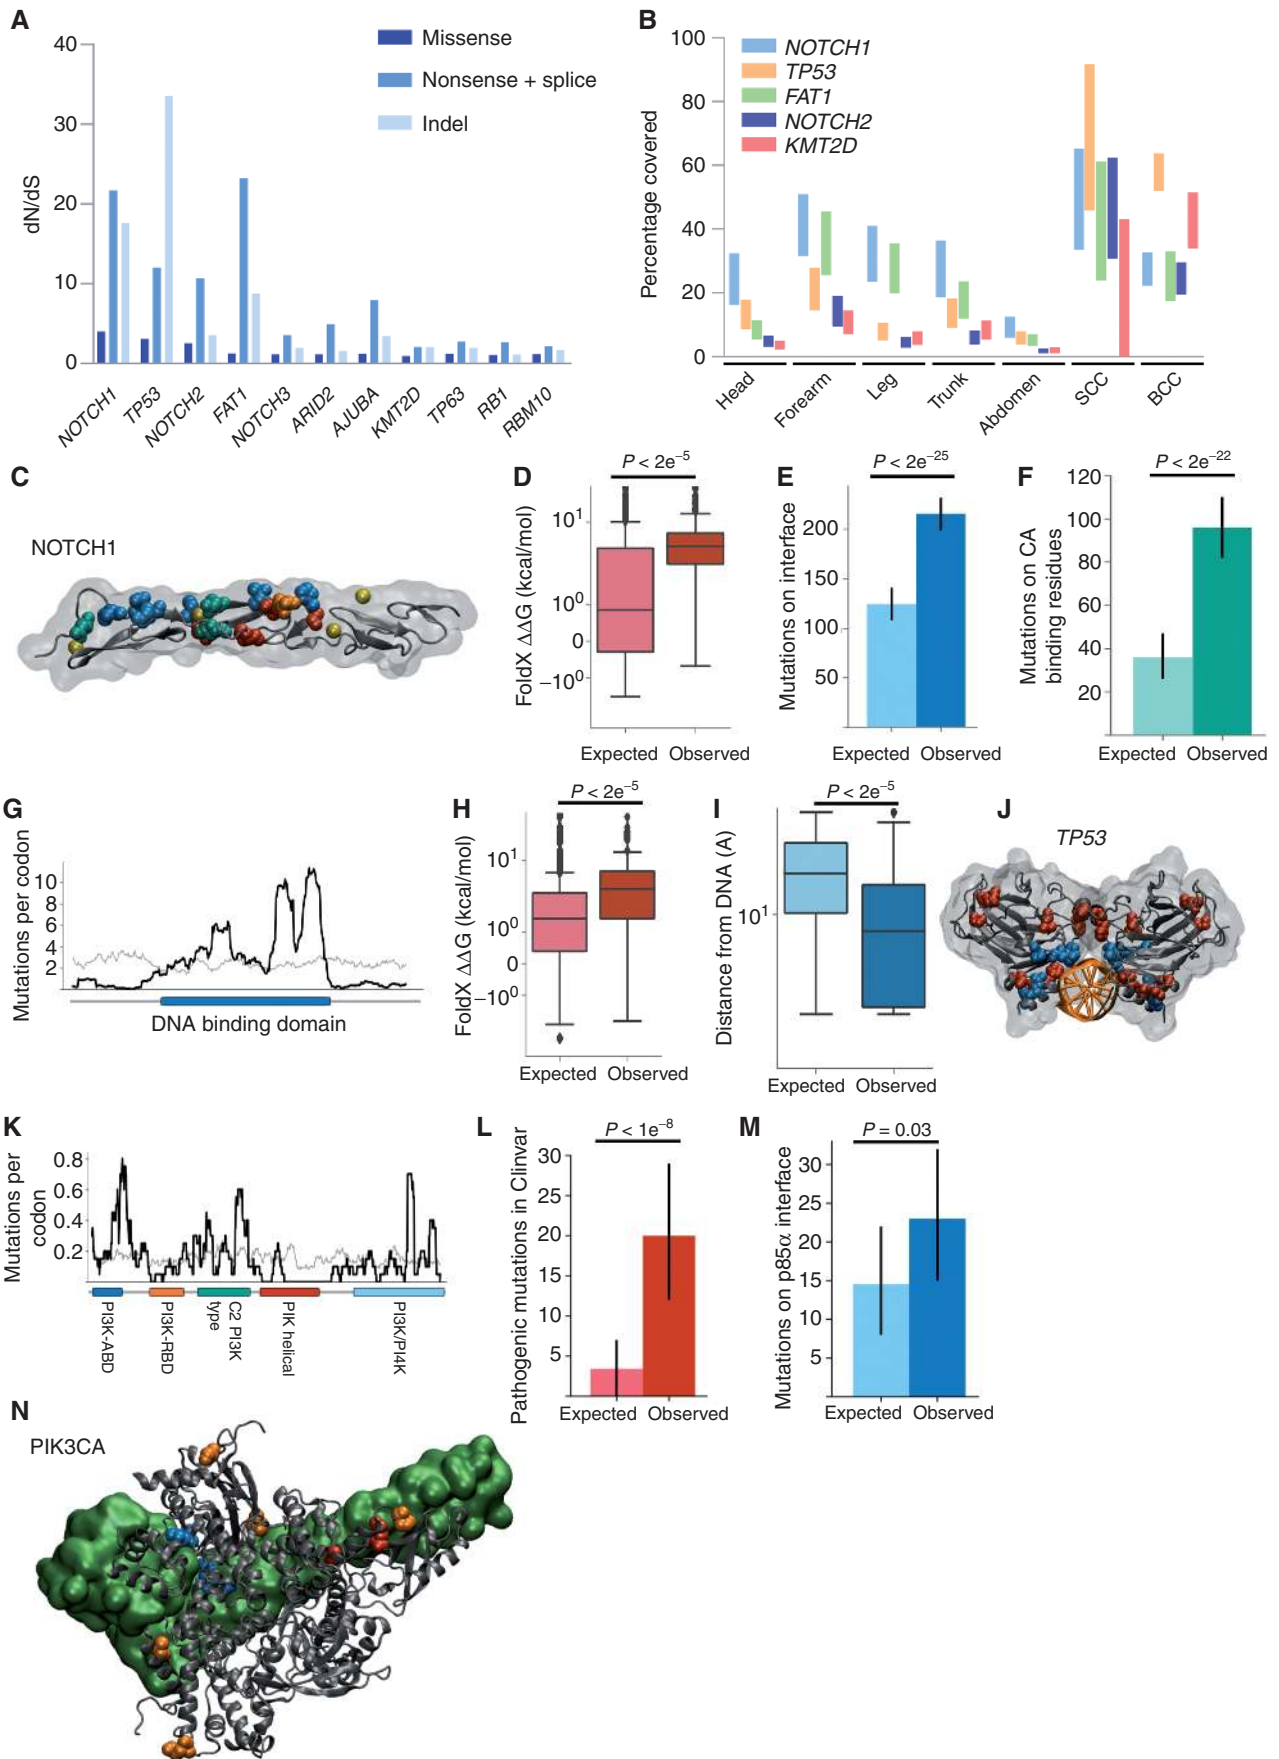 A
40
30
20
10
0
dN/dS
Missense
Nonsense + splice
Indel
NOTCH1
TP53
NOTCH2
FAT1
NOTCH3
ARID2
AJUBA
KMT2D
TP63
RB1
RBM10
B
100
80
60
40
20
0
Percentage covered
NOTCH1
TP53
FAT1
NOTCH2
KMT2D
Head
Forearm
Leg
Trunk
Abdomen
SCC
BCC
C
NOTCH1
D
P < 2e⁻⁵
FoldX ΔΔG (kcal/mol)
10¹
10⁰
0
−10⁰
Expected Observed
E
P < 2e⁻²⁵
Mutations on interface
200
150
100
50
Expected Observed
F
P < 2e⁻²²
Mutations on CA
binding residues
120
100
80
60
40
20
Expected Observed
G
Mutations per codon
10
8
6
4
2
DNA binding domain
H
P < 2e⁻⁵
FoldX ΔΔG (kcal/mol)
10¹
10⁰
0
−10⁰
Expected Observed
I
P < 2e⁻⁵
Distance from DNA (A)
10¹
Expected Observed
J
TP53
K
Mutations per
codon
0.8
0.6
0.4
0.2
PI3K-ABD
PI3K-RBD
C2 PI3K
type
PIK helical
PI3K/PI4K
L
P < 1e⁻⁸
Pathogenic mutations in Clinvar
30
25
20
15
10
5
Expected Observed
M
P = 0.03
Mutations on p85α interface
30
25
20
15
10
5
Expected Observed
N
PIK3CA